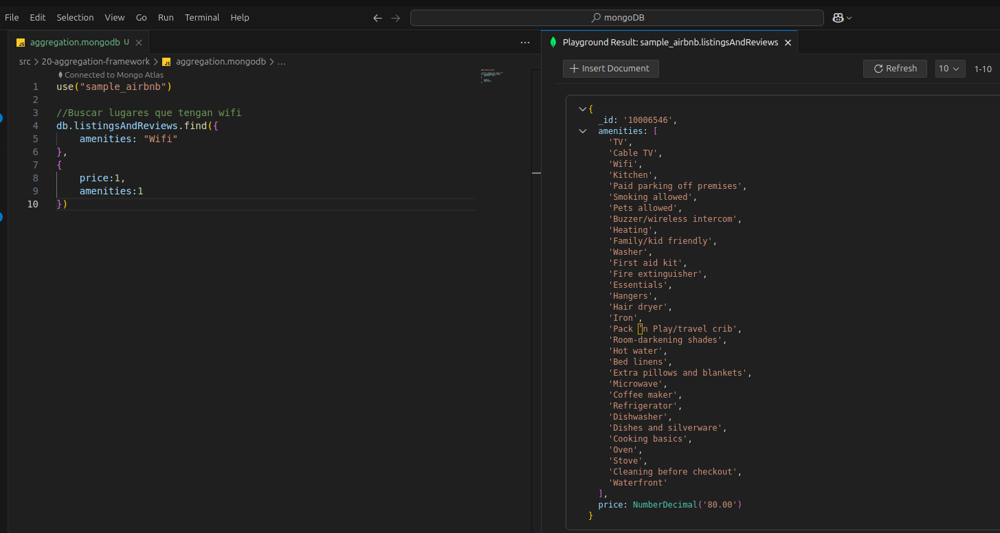 File Edit Selection View Go Run Terminal Help
mongoDB
JS aggregation.mongodb U
Playground Result: sample_airbnb.listingsAndReviews
src > 20-aggregation-framework > JS aggregation.mongodb > ...
Connected to Mongo Atlas
1 use("sample_airbnb")
2
3 //Buscar lugares que tengan wifi
4 db.listingsAndReviews.find({
5 amenities: "Wifi"
6 },
7 {
8 price:1,
9 amenities:1
10 })
Insert Document
Refresh
10
1-10
{
_id: '10006546',
amenities: [
'TV',
'Cable TV',
'Wifi',
'Kitchen',
'Paid parking off premises',
'Smoking allowed',
'Pets allowed',
'Buzzer/wireless intercom',
'Heating',
'Family/kid friendly',
'Washer',
'First aid kit',
'Fire extinguisher',
'Essentials',
'Hangers',
'Hair dryer',
'Iron',
'Pack ’n Play/travel crib',
'Room-darkening shades',
'Hot water',
'Bed linens',
'Extra pillows and blankets',
'Microwave',
'Coffee maker',
'Refrigerator',
'Dishwasher',
'Dishes and silverware',
'Cooking basics',
'Oven',
'Stove',
'Cleaning before checkout',
'Waterfront'
],
price: NumberDecimal('80.00')
}